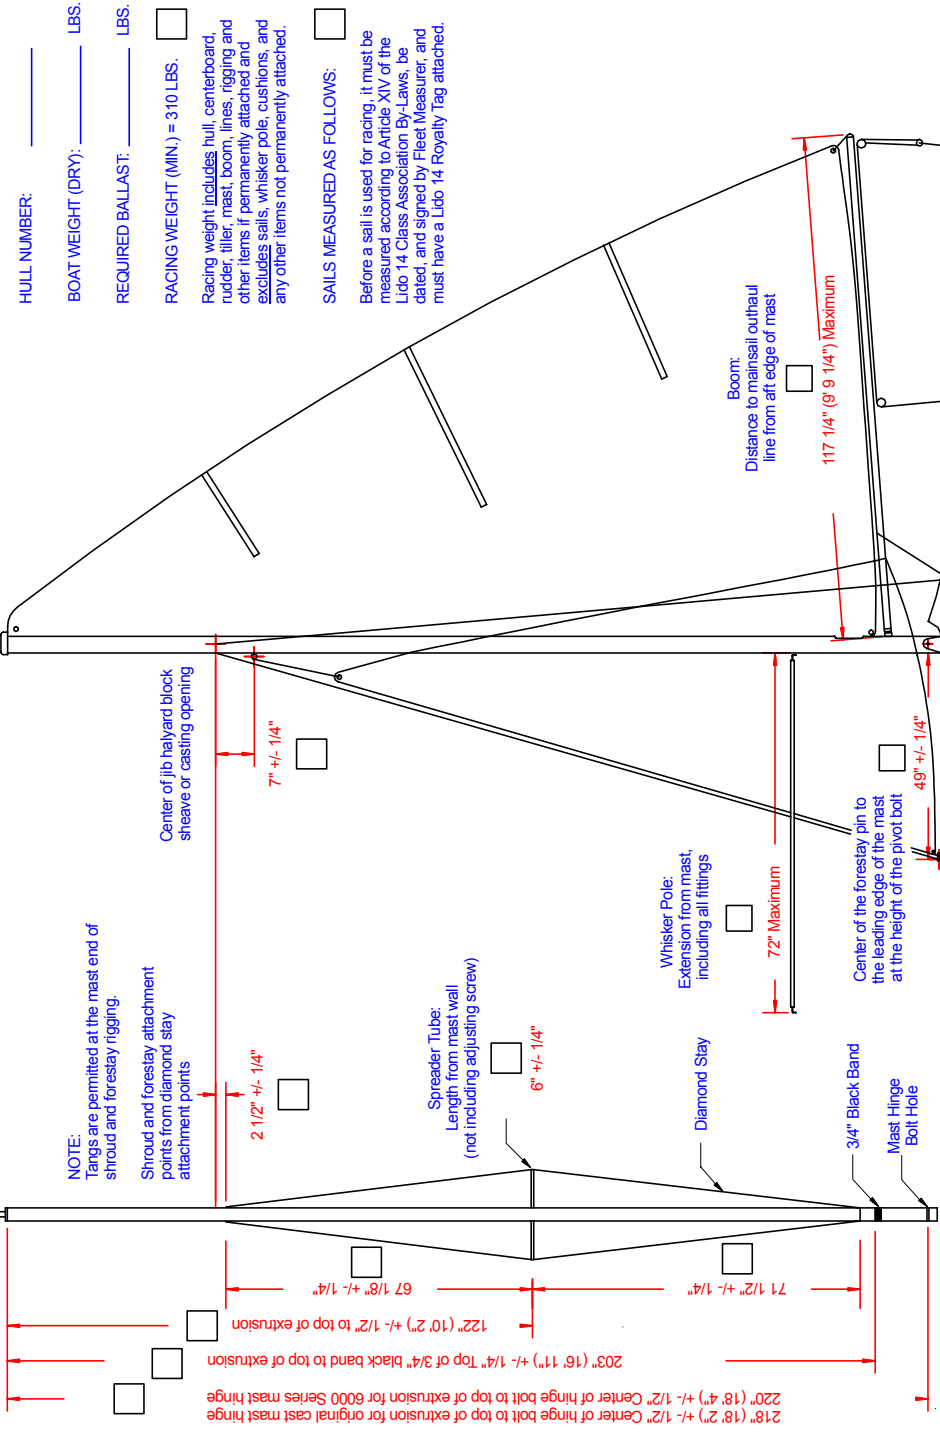 HULL NUMBER:
BOAT WEIGHT (DRY): LBS.
REQUIRED BALLAST: LBS.
RACING WEIGHT (MIN.) = 310 LBS.
Racing weight includes hull, centerboard,
rudder, tiller, mast, boom, lines, rigging and
other items if permanently attached and
excludes sails, whisker pole, cushions, and
any other items not permanently attached.
SAILS MEASURED AS FOLLOWS:
Before a sail is used for racing, it must be
measured according to Article XIV of the
Lido 14 Class Association By-Laws, be
dated, and signed by Fleet Measurer, and
must have a Lido 14 Royalty Tag attached.
Boom:
Distance to mainsail outhaul
line from aft edge of mast
117 1/4" (9' 9 1/4") Maximum
Center of jib halyard block
sheave or casting opening
7" +/- 1/4"
NOTE:
Tangs are permitted at the mast end of
shroud and forestay rigging.
Shroud and forestay attachment
points from diamond stay
attachment points
2 1/2" +/- 1/4"
Spreader Tube:
Length from mast wall
(not including adjusting screw)
6" +/- 1/4"
Whisker Pole:
Extension from mast,
including all fittings
72" Maximum
Center of the forestay pin to
the leading edge of the mast
at the height of the pivot bolt
49" +/- 1/4"
Diamond Stay
3/4" Black Band
Mast Hinge
Bolt Hole
67 1/8" +/- 1/4"
71 1/2" +/- 1/4"
122" (10' 2") +/- 1/2" to top of extrusion
203" (16' 11") +/- 1/4" Top of 3/4" black band to top of extrusion
220" (18' 4") +/- 1/2" Center of hinge bolt to top of extrusion for 6000 Series mast hinge
218" (18' 2") +/- 1/2" Center of hinge bolt to top of extrusion for original cast mast hinge